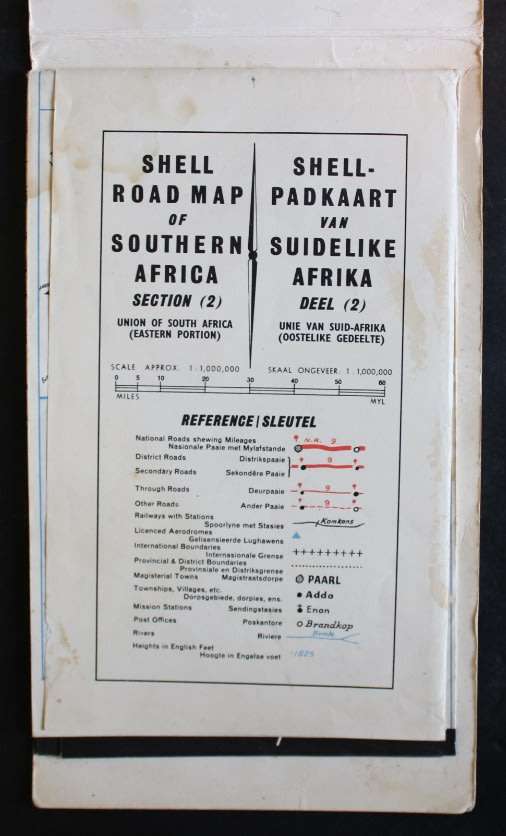 SHELL
ROAD MAP
OF
SOUTHERN
AFRICA
SECTION (2)
UNION OF SOUTH AFRICA
(EASTERN PORTION)
SHELL-
PADKAART
VAN
SUIDELIKE
AFRIKA
DEEL (2)
UNIE VAN SUID-AFRIKA
(OOSTELIKE GEDEELTE)
SCALE APPROX. 1:1,000,000 SKAAL ONGEVEER. 1:1,000,000
0 5 10 20 30 40 50 60
MILES MYL
REFERENCE/SLEUTEL
National Roads shewing Mileages N.R. 9
Nasionale Paaie met Mylafstande
District Roads Distrikspaaie 9
Secondary Roads Sekondêre Paaie
Through Roads Deurpaaie 9
Other Roads Ander Paaie 9
Railways with Stations
Spoorlyne met Stasies Komkans
Licenced Aerodromes
Gelisensieerde Lughawens
International Boundaries
Internasionale Grense
Provincial & District Boundaries
Provinsiale en Distriksgrense
Magisterial Towns Magistraatsdorpe PAARL
Townships, Villages, etc.
Dorpsgebiede, dorpies, ens. Addo
Mission Stations Sendingstasies Enon
Post Offices Poskantore Brandkop
Rivers Riviere
Heights in English Feet
Hoogte in Engelse voet 1825